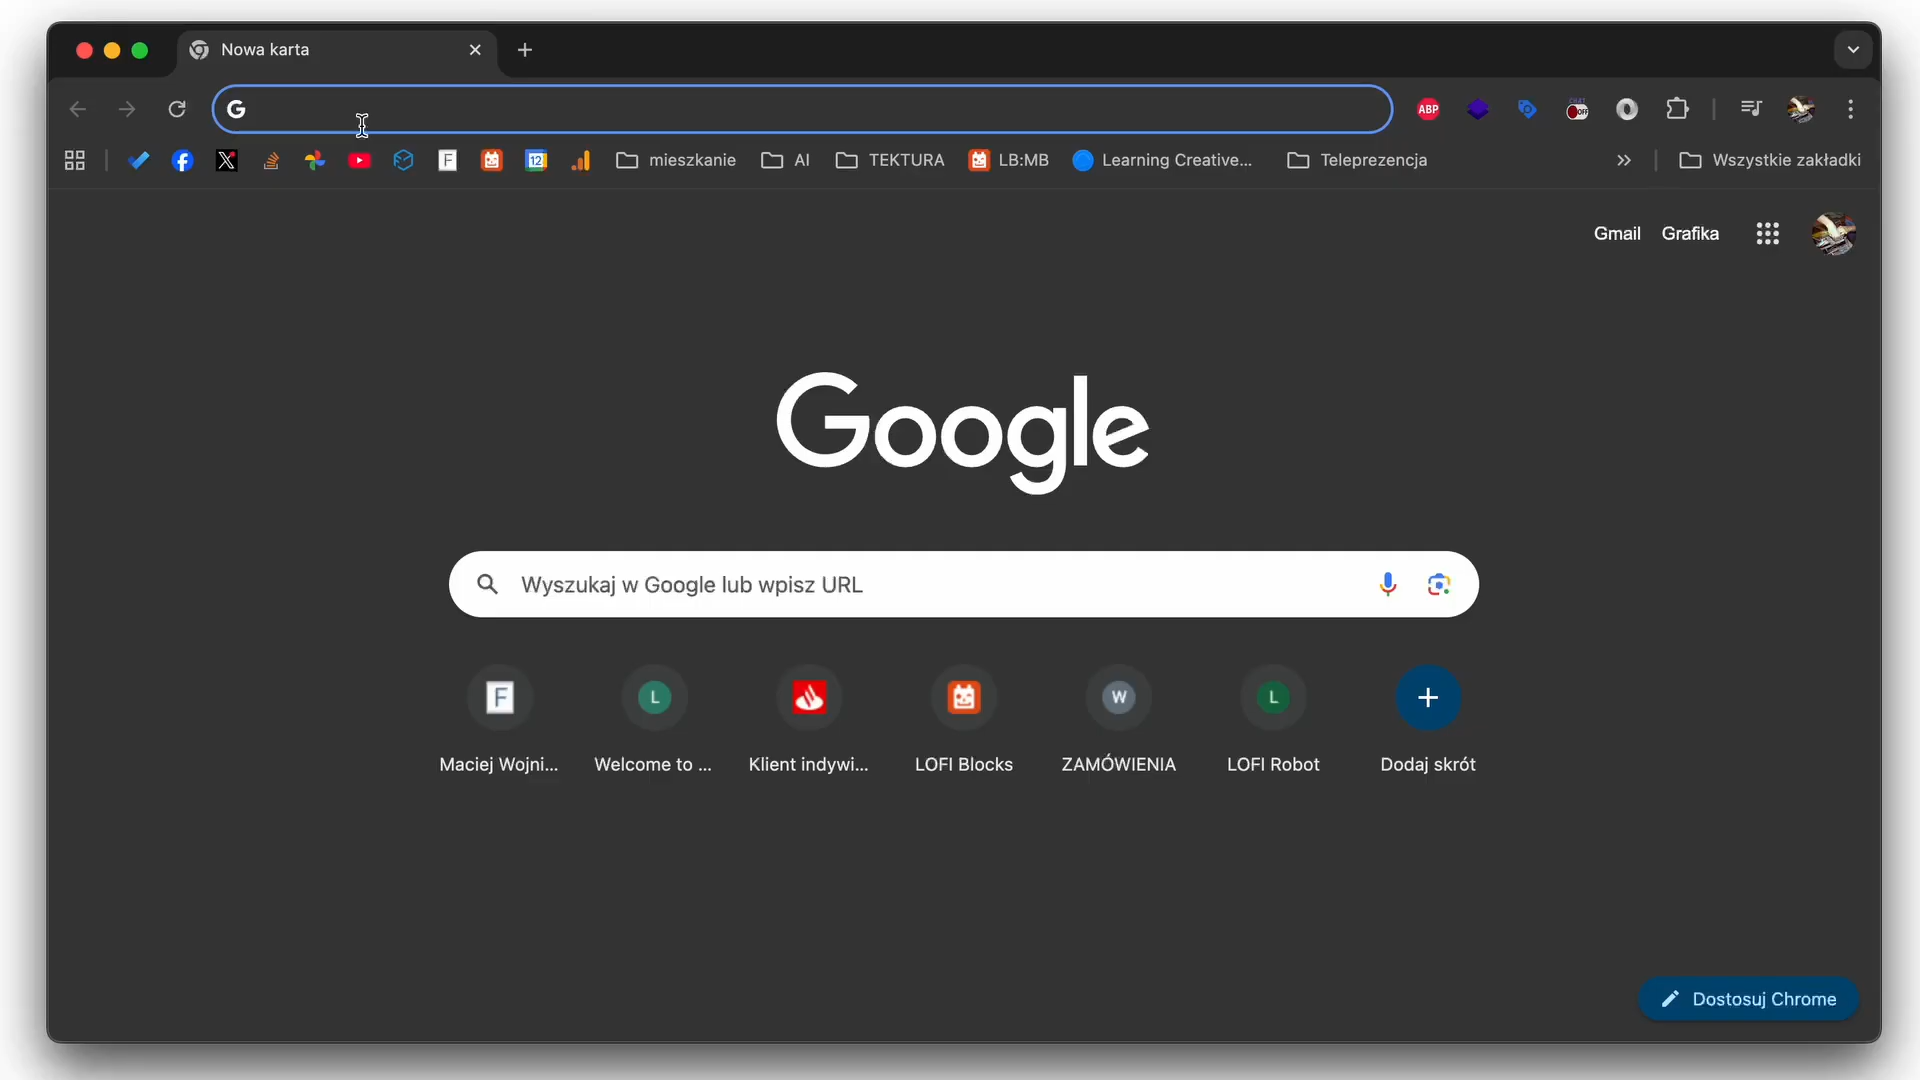 Nowa karta
G
ABP
F 12 mieszkanie AI TEKTURA LB:MB Learning Creative... Teleprezencja Wszystkie zakładki
Gmail Grafika
Google
Wyszukaj w Google lub wpisz URL
F L W L
Maciej Wojni... Welcome to ... Klient indywi... LOFI Blocks ZAMÓWIENIA LOFI Robot Dodaj skrót
Dostosuj Chrome